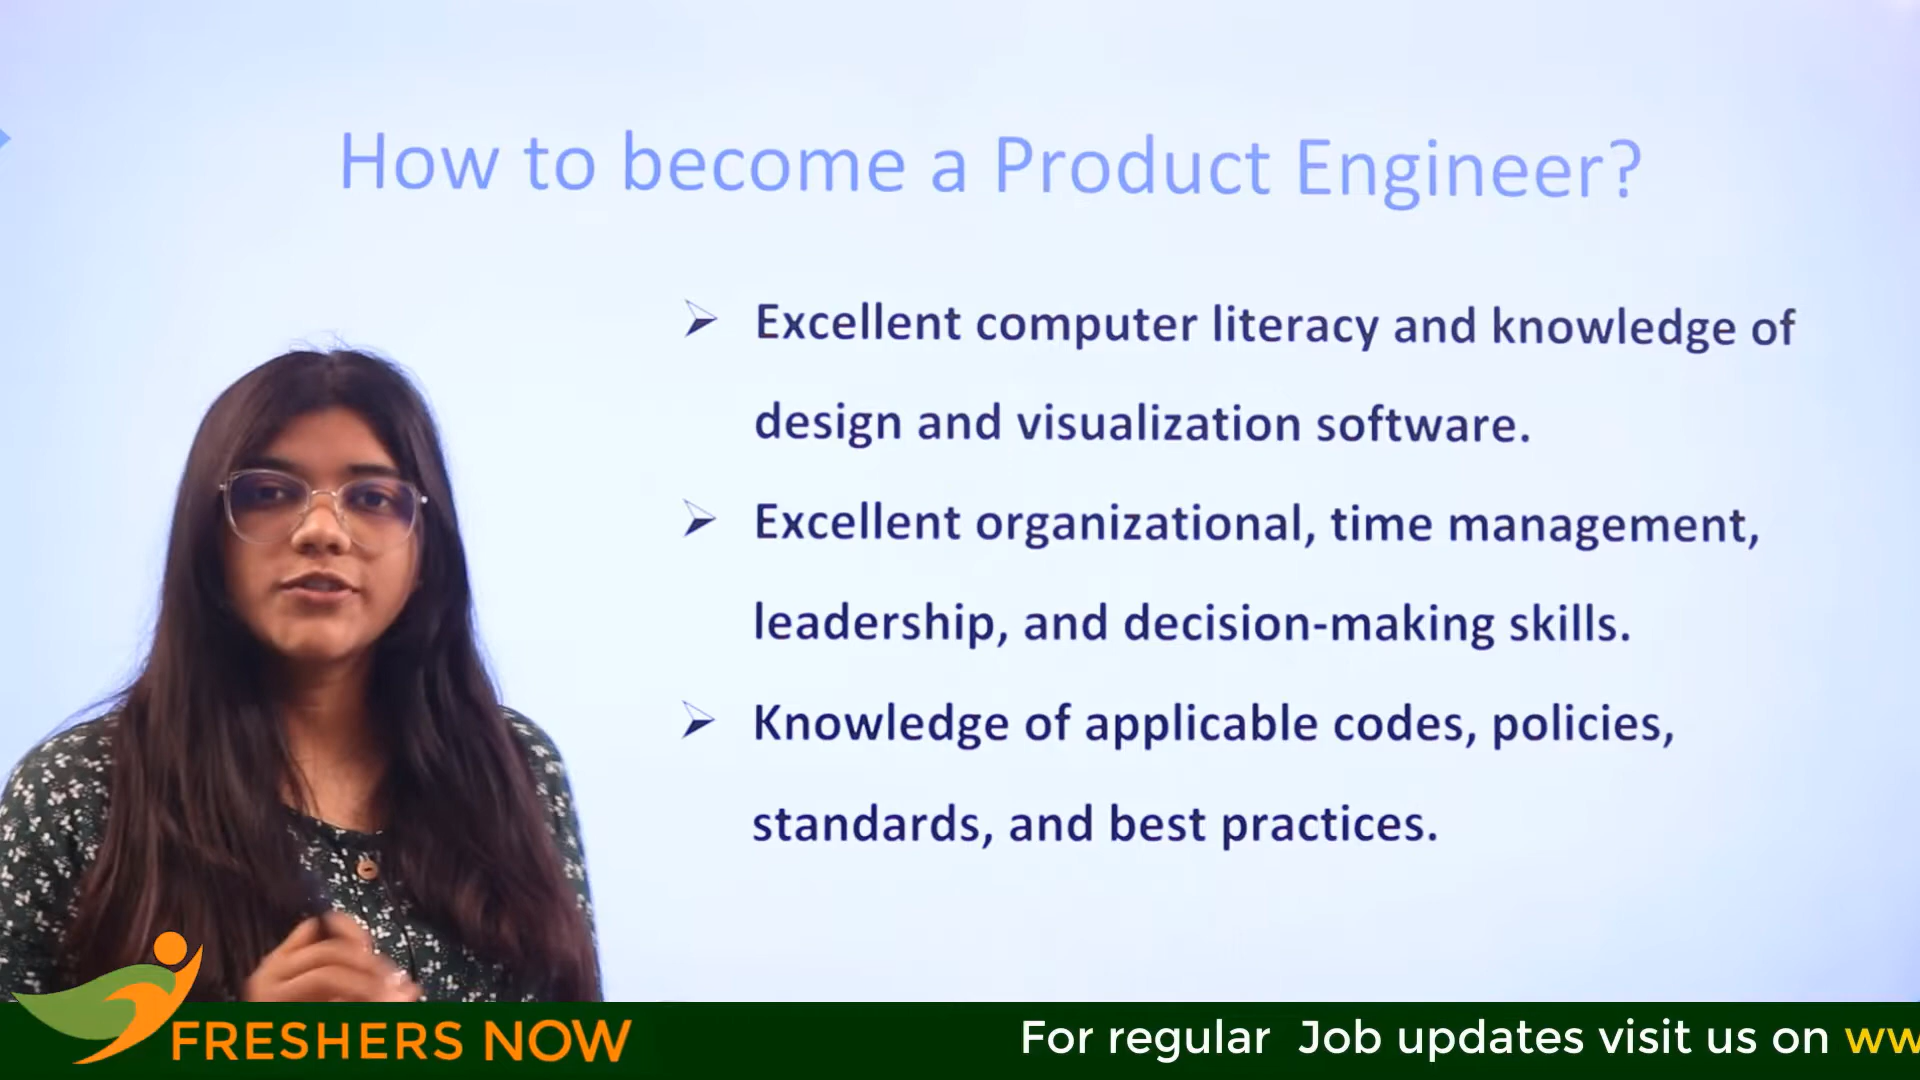 How to become a Product Engineer?
Excellent computer literacy and knowledge of
design and visualization software.
Excellent organizational, time management,
leadership, and decision-making skills.
Knowledge of applicable codes, policies,
standards, and best practices.
FRESHERS NOW
For regular Job updates visit us on ww